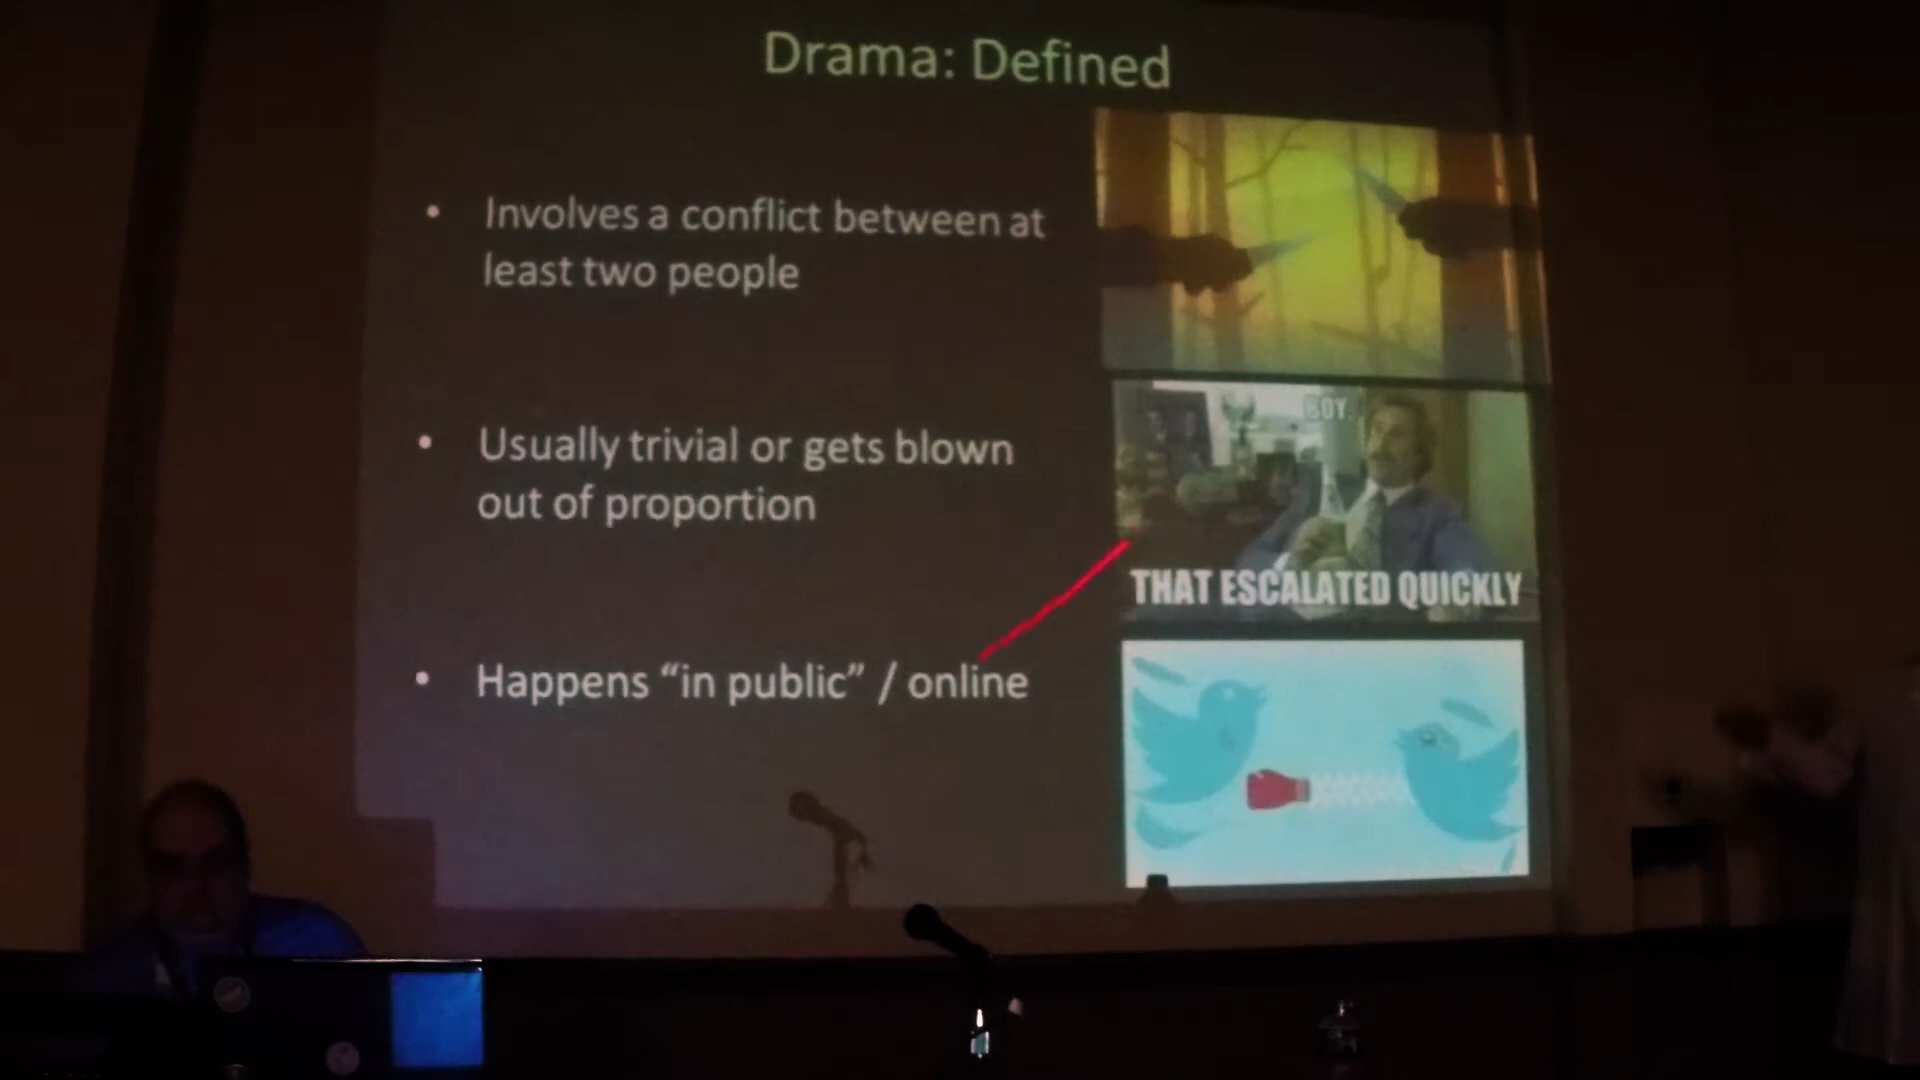 Drama: Defined
• Involves a conflict between at
least two people
• Usually trivial or gets blown
out of proportion
• Happens “in public” / online
BOY.
THAT ESCALATED QUICKLY